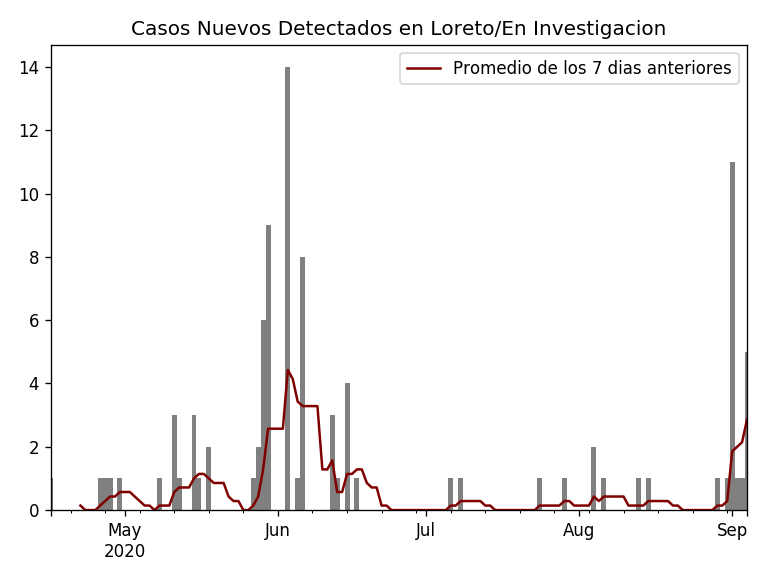 Casos Nuevos Detectados en Loreto/En Investigacion
Promedio de los 7 dias anteriores
14
12
10
8
6
4
2
0
May
2020
Jun
Jul
Aug
Sep